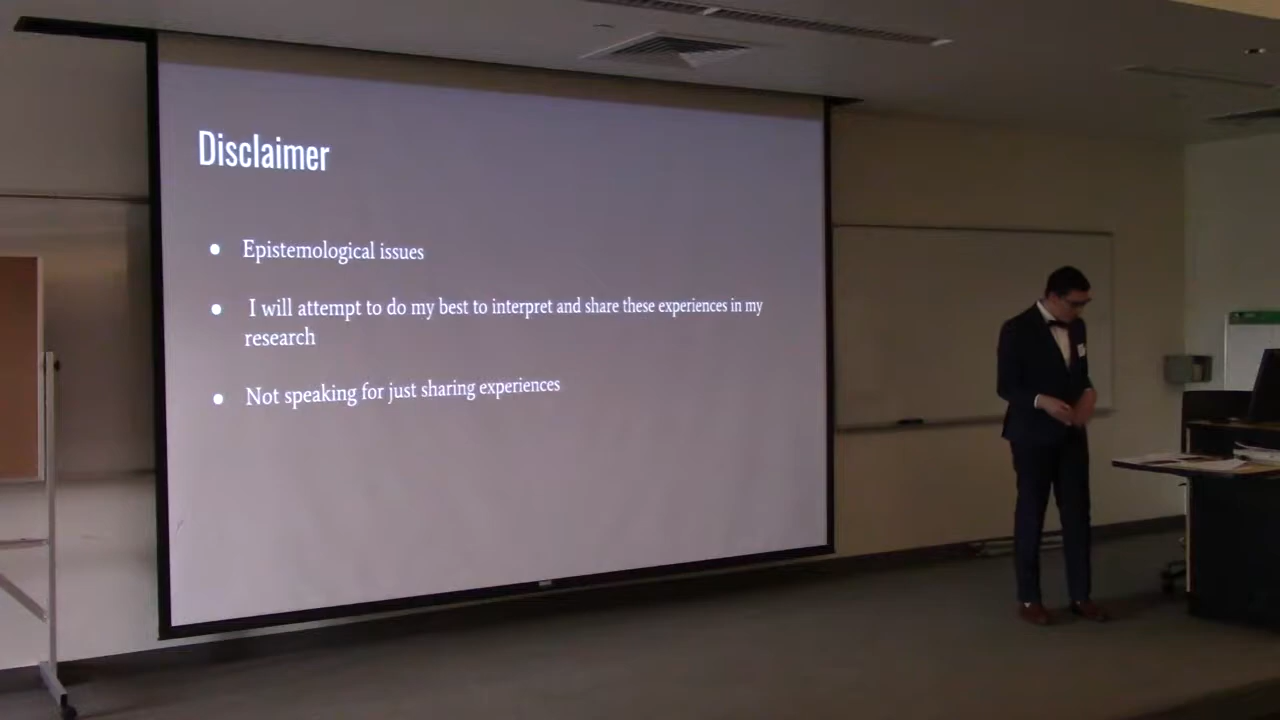 Disclaimer
● Epistemological issues
● I will attempt to do my best to interpret and share these experiences in my
research
● Not speaking for just sharing experiences